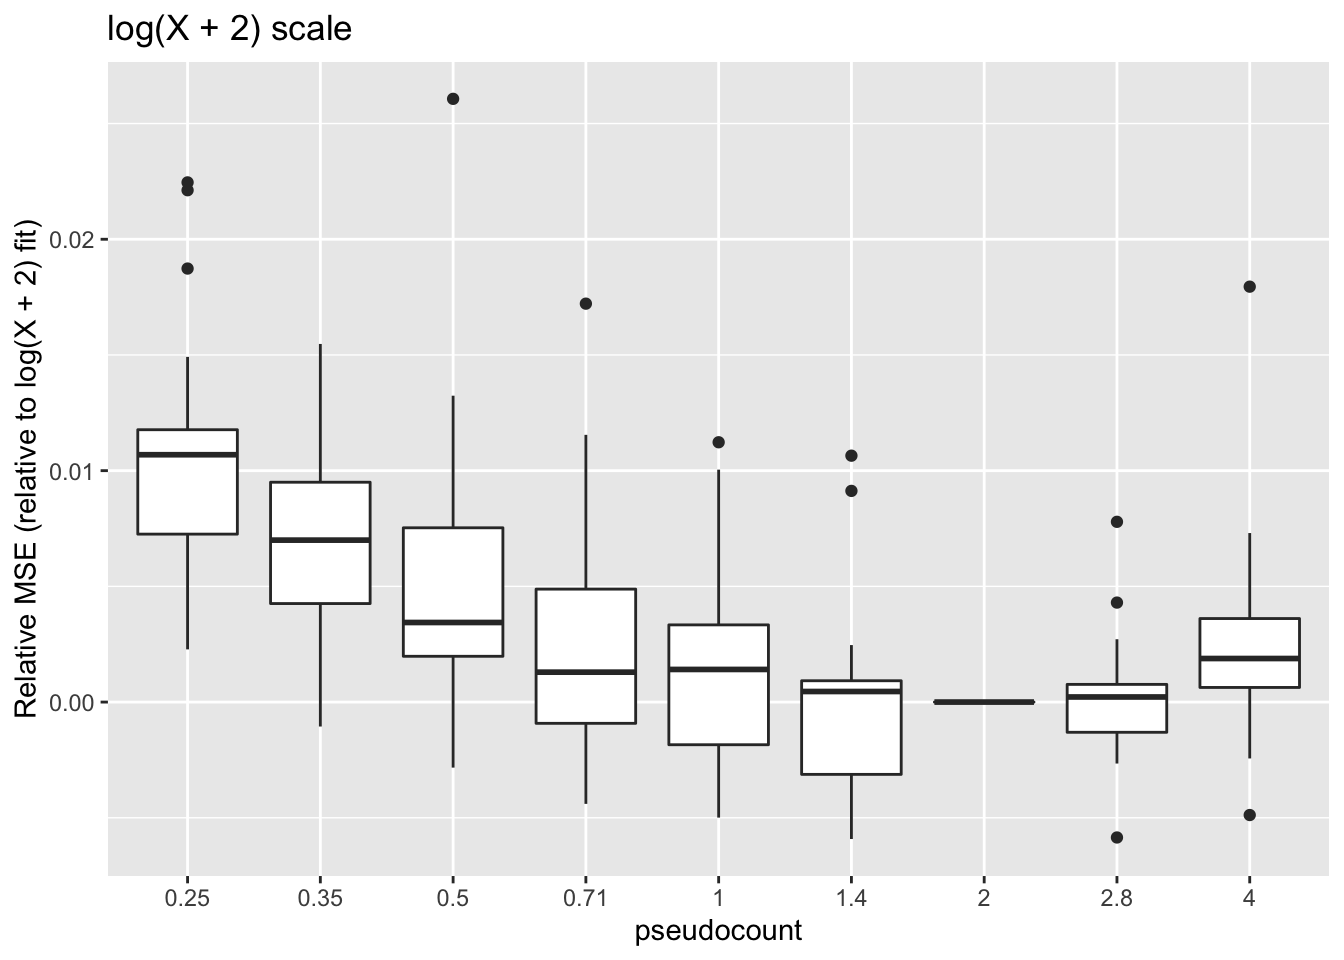 log(X + 2) scale
Relative MSE (relative to log(X + 2) fit)
0.02
0.01
0.00
0.25 0.35 0.5 0.71 1 1.4 2 2.8 4
pseudocount